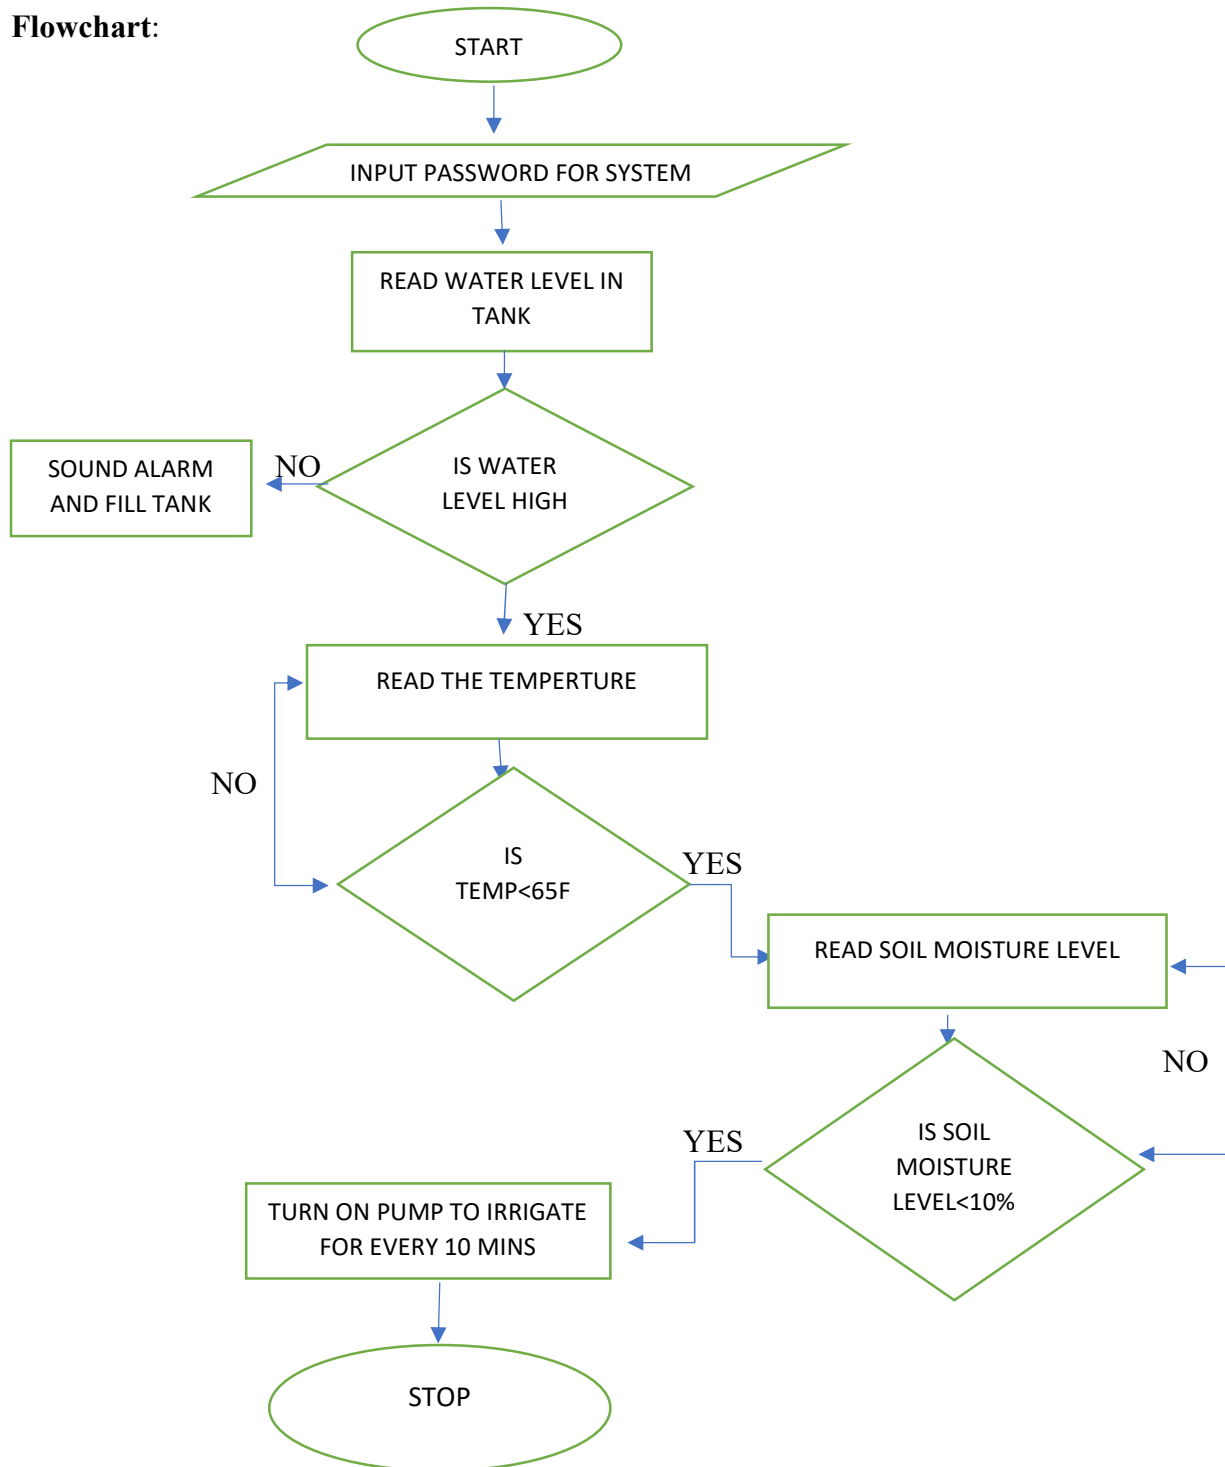 Flowchart:
START
INPUT PASSWORD FOR SYSTEM
READ WATER LEVEL IN
TANK
IS WATER
LEVEL HIGH
NO
SOUND ALARM
AND FILL TANK
YES
READ THE TEMPERTURE
NO
IS
TEMP<65F
YES
READ SOIL MOISTURE LEVEL
NO
IS SOIL
MOISTURE
LEVEL<10%
YES
TURN ON PUMP TO IRRIGATE
FOR EVERY 10 MINS
STOP